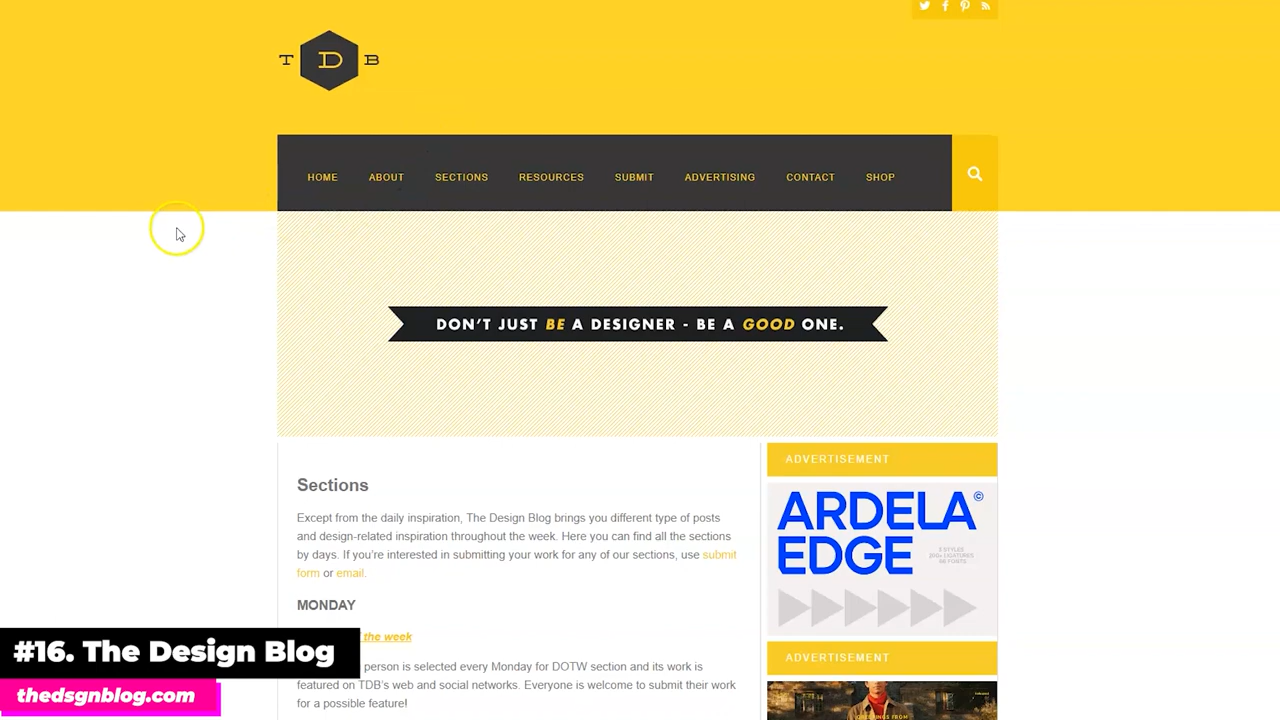 T D B
HOME ABOUT SECTIONS RESOURCES SUBMIT ADVERTISING CONTACT SHOP
DON'T JUST BE A DESIGNER - BE A GOOD ONE.
Sections
Except from the daily inspiration, The Design Blog brings you different type of posts
and design-related inspiration throughout the week. Here you can find all the sections
by days. If you're interested in submitting your work for any of our sections, use submit
form or email.
MONDAY
the week
person is selected every Monday for DOTW section and its work is
featured on TDB's web and social networks. Everyone is welcome to submit their work
for a possible feature!
ADVERTISEMENT
ARDELA©
EDGE
ADVERTISEMENT
GREETINGS FROM
#16. The Design Blog
thedsgnblog.com